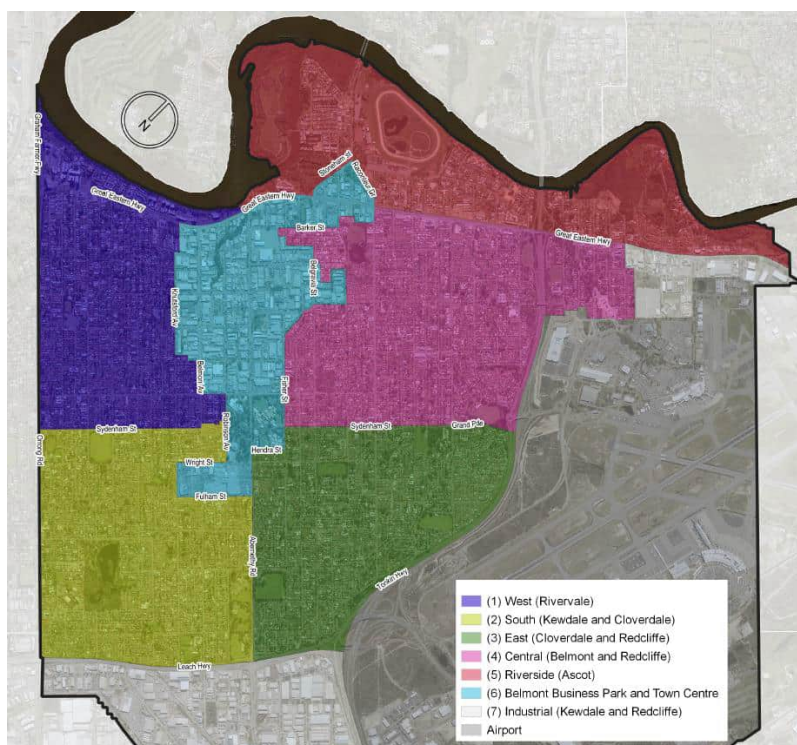 N
Graham Farmer Fwy
Great Eastern Hwy
Great Eastern Hwy
Stoneham St
Resolution Dr
Great Eastern Hwy
Barker St
Belgravia St
Knutsford Av
Belmont Av
Fisher St
Robinson Av
Sydenham St
Sydenham St
Grand Pde
Hendra St
Wright St
Fulham St
Orrong Rd
Abernethy Rd
Tonkin Hwy
Leach Hwy
(1) West (Rivervale)
(2) South (Kewdale and Cloverdale)
(3) East (Cloverdale and Redcliffe)
(4) Central (Belmont and Redcliffe)
(5) Riverside (Ascot)
(6) Belmont Business Park and Town Centre
(7) Industrial (Kewdale and Redcliffe)
Airport